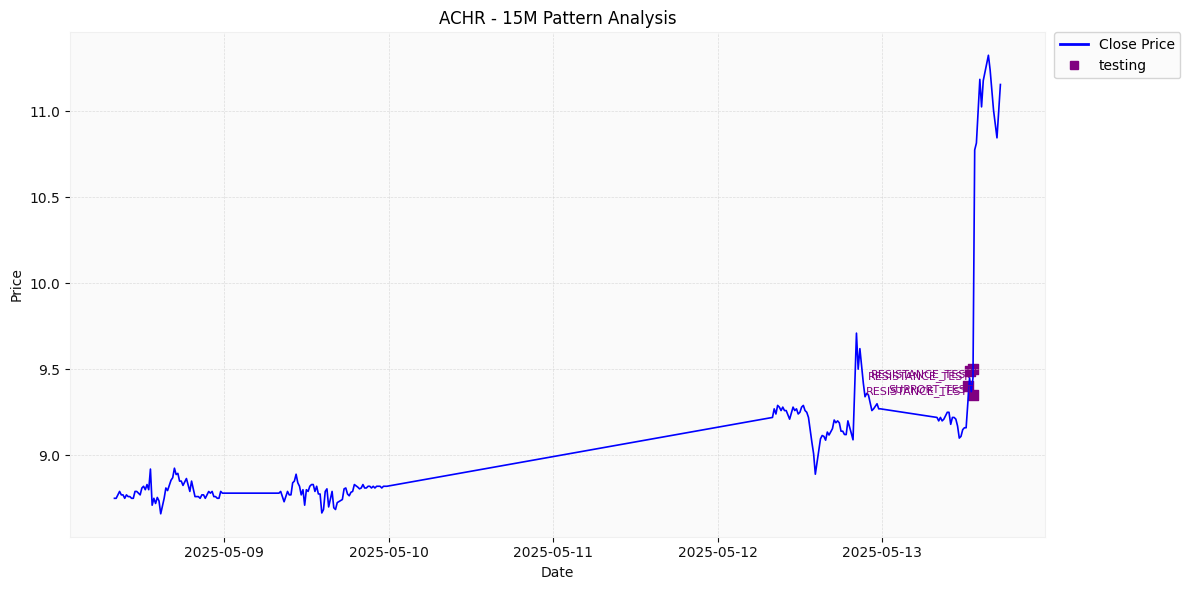 ACHR - 15M Pattern Analysis
Close Price
testing
Price
11.0
10.5
10.0
9.5
9.0
RESISTANCE_TEST
RESISTANCE_TEST
SUPPORT_TEST
RESISTANCE_TEST
2025-05-09
2025-05-10
2025-05-11
2025-05-12
2025-05-13
Date